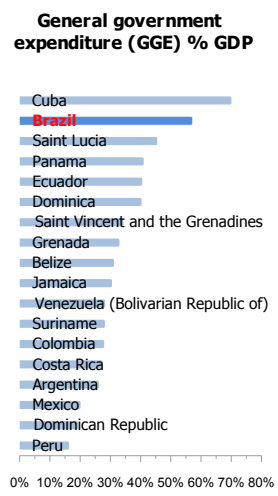 General government
expenditure (GGE) % GDP
Cuba
Brazil
Saint Lucia
Panama
Ecuador
Dominica
Saint Vincent and the Grenadines
Grenada
Belize
Jamaica
Venezuela (Bolivarian Republic of)
Suriname
Colombia
Costa Rica
Argentina
Mexico
Dominican Republic
Peru
0% 10% 20% 30% 40% 50% 60% 70% 80%